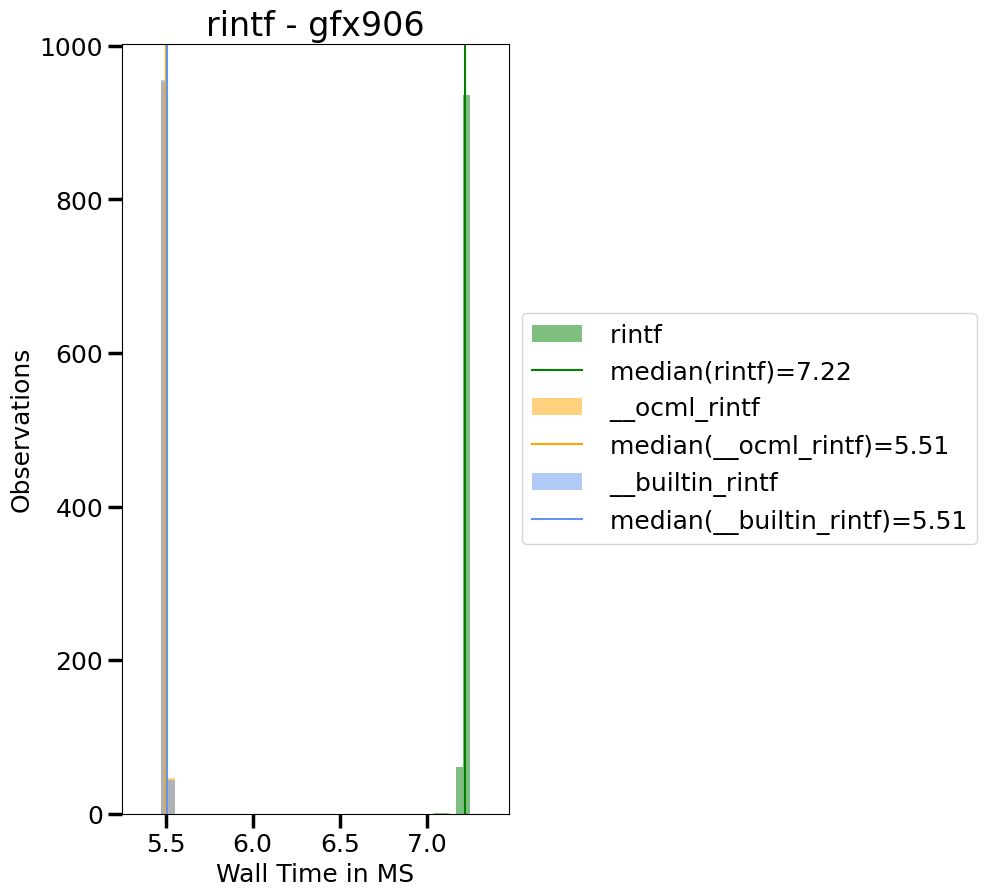 rintf - gfx906
Observations
1000
800
600
400
200
0
5.5 6.0 6.5 7.0
Wall Time in MS
rintf
median(rintf)=7.22
__ocml_rintf
median(__ocml_rintf)=5.51
__builtin_rintf
median(__builtin_rintf)=5.51